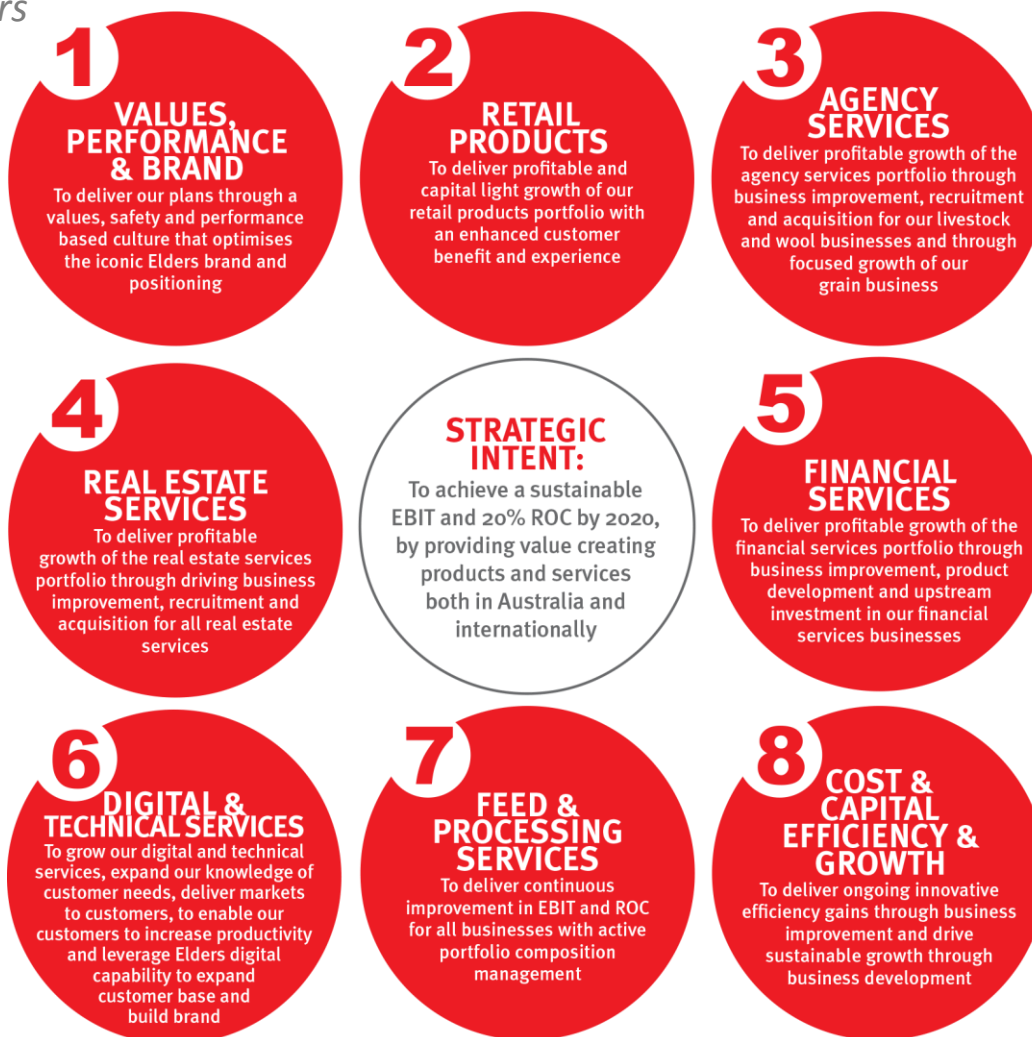 rs
1
VALUES,
PERFORMANCE
& BRAND
To deliver our plans through a
values, safety and performance
based culture that optimises
the iconic Elders brand and
positioning
2
RETAIL
PRODUCTS
To deliver profitable and
capital light growth of our
retail products portfolio with
an enhanced customer
benefit and experience
3
AGENCY
SERVICES
To deliver profitable growth of the
agency services portfolio through
business improvement, recruitment
and acquisition for our livestock
and wool businesses and through
focused growth of our
grain business
4
REAL ESTATE
SERVICES
To deliver profitable
growth of the real estate services
portfolio through driving business
improvement, recruitment and
acquisition for all real estate
services
STRATEGIC
INTENT:
To achieve a sustainable
EBIT and 20% ROC by 2020,
by providing value creating
products and services
both in Australia and
internationally
5
FINANCIAL
SERVICES
To deliver profitable growth of the
financial services portfolio through
business improvement, product
development and upstream
investment in our financial
services businesses
6
DIGITAL &
TECHNICAL SERVICES
To grow our digital and technical
services, expand our knowledge of
customer needs, deliver markets
to customers, to enable our
customers to increase productivity
and leverage Elders digital
capability to expand
customer base and
build brand
7
FEED &
PROCESSING
SERVICES
To deliver continuous
improvement in EBIT and ROC
for all businesses with active
portfolio composition
management
8
COST &
CAPITAL
EFFICIENCY &
GROWTH
To deliver ongoing innovative
efficiency gains through business
improvement and drive
sustainable growth through
business development